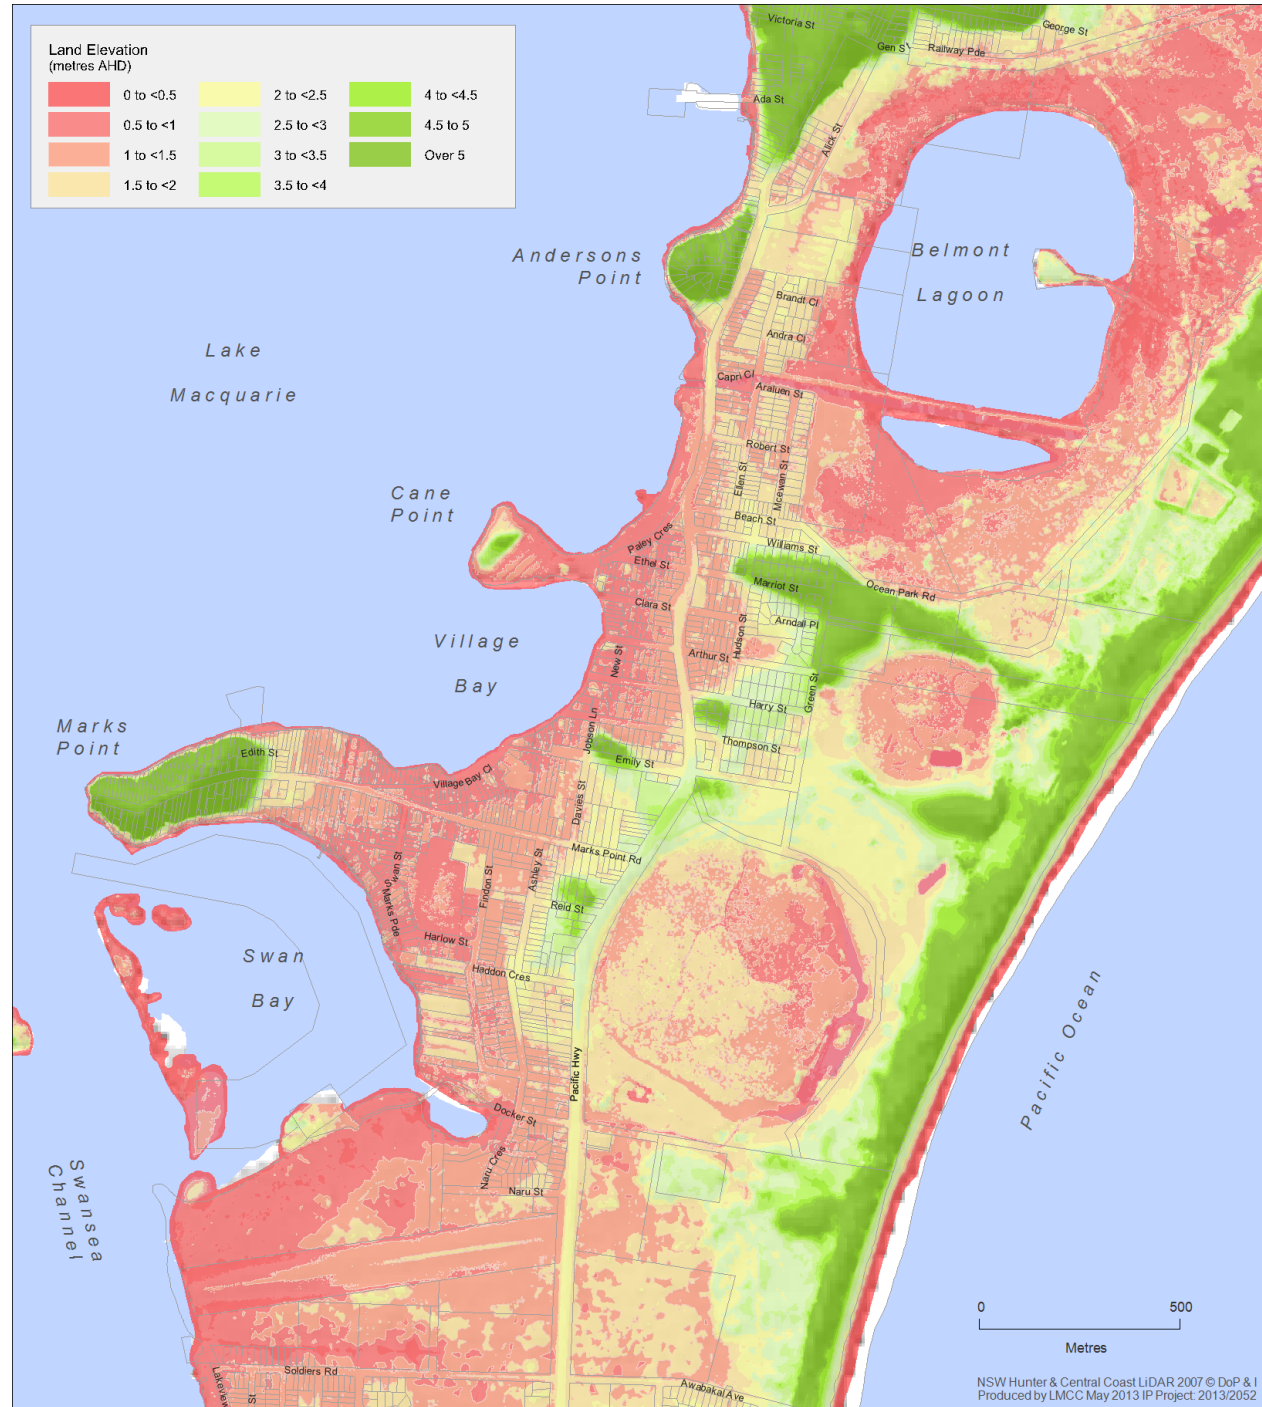 Land Elevation
(metres AHD)
0 to <0.5
0.5 to <1
1 to <1.5
1.5 to <2
2 to <2.5
2.5 to <3
3 to <3.5
3.5 to <4
4 to <4.5
4.5 to 5
Over 5
Victoria St
George St
Gen S
Railway Pde
Ada St
Alick St
Andersons
Point
Belmont
Lagoon
Brandt Cl
Andra Cl
Lake
Macquarie
Capri Cl
Araluen St
Robert St
Ellen St
Mcewan St
Cane
Point
Beach St
Paley Cres
Williams St
Ethel St
Marriot St
Ocean Park Rd
Clara St
Arndall Pl
Hudson St
Village
Bay
New St
Arthur St
Green St
Harry St
Marks
Point
Jobson Ln
Thompson St
Edith St
Emily St
Village Bay Cl
Davies St
Marks Point Rd
Swan St
Ashley St
Findon St
Marks Pde
Reid St
Harlow St
Swan
Bay
Haddon Cres
Pacific Ocean
Pacific Hwy
Docker St
Naru Cres
Naru St
Swansea
Channel
0
500
Metres
Soldiers Rd
Lakeview
St
Awabakal Ave
NSW Hunter & Central Coast LiDAR 2007 © DoP & I
Produced by LMCC May 2013 IP Project: 2013/2052